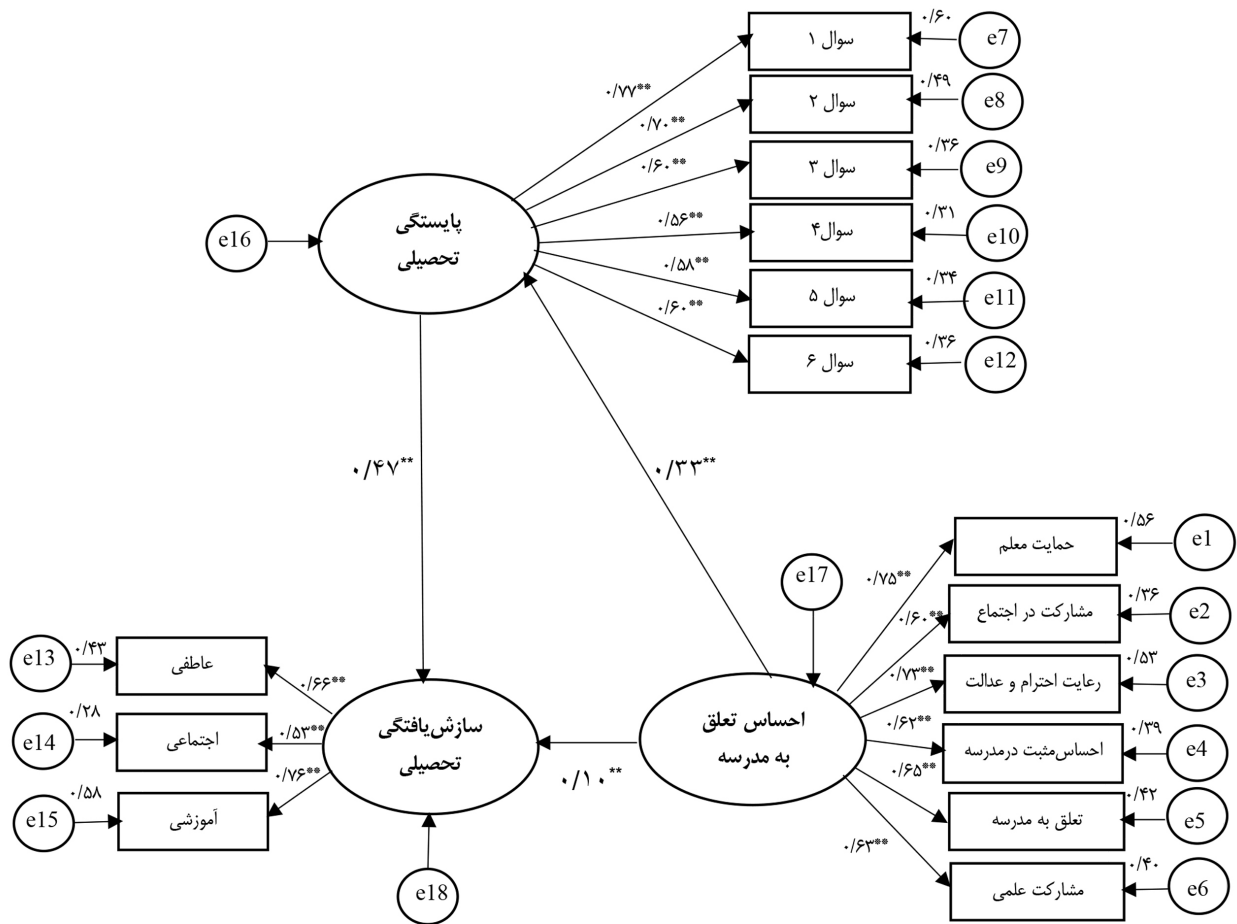 سوال ۱
۰/۶۰
e7
۰/۷۷**
سوال ۲
۰/۴۹
e8
۰/۷۰**
سوال ۳
۰/۳۶
e9
۰/۶۰**
سوال۴
۰/۳۱
e10
۰/۵۶**
سوال ۵
۰/۳۴
e11
۰/۵۸**
سوال ۶
۰/۳۶
e12
۰/۶۰**
پایستگی
تحصیلی
e16
۰/۴۷**
۰/۳۳**
حمایت معلم
۰/۵۶
e1
۰/۷۵**
مشارکت در اجتماع
۰/۳۶
e2
۰/۶۰**
رعایت احترام و عدالت
۰/۵۳
e3
۰/۷۳**
احساس‌مثبت درمدرسه
۰/۳۹
e4
۰/۶۲**
تعلق به مدرسه
۰/۴۲
e5
۰/۶۵**
مشارکت علمی
۰/۴۰
e6
۰/۶۳**
e17
احساس تعلق
به مدرسه
۰/۱۰**
سازش‌یافتگی
تحصیلی
e18
عاطفی
۰/۴۳
e13
۰/۶۶**
اجتماعی
۰/۲۸
e14
۰/۵۳**
آموزشی
۰/۵۸
e15
۰/۷۶**